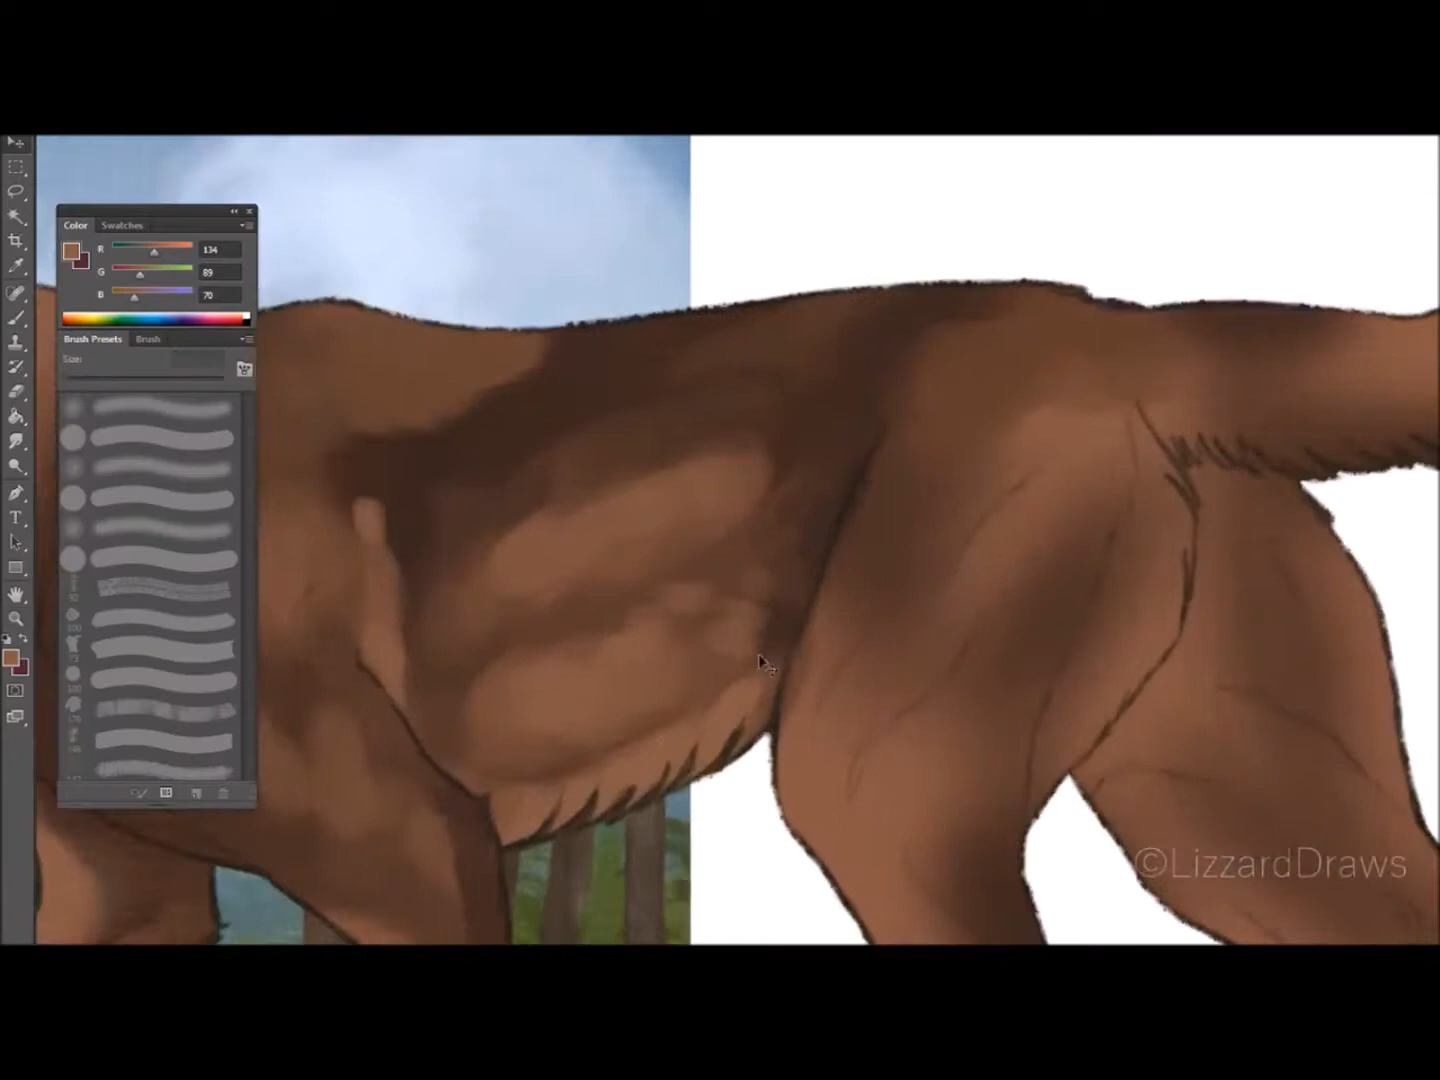 Color Swatches
R 134
G 89
B 70
Brush Presets Brush
Size:
T
©LizzardDraws